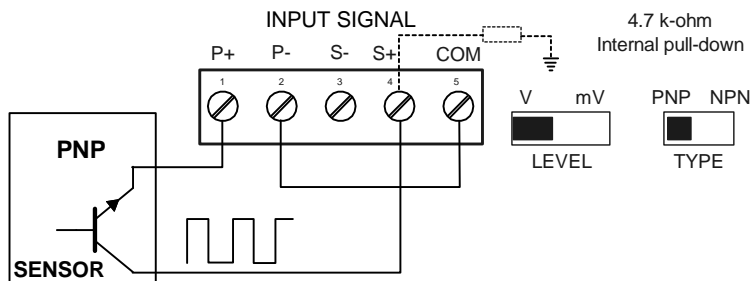 INPUT SIGNAL
4.7 k-ohm
Internal pull-down
P+ P- S- S+ COM
1 2 3 4 5
V mV
PNP NPN
LEVEL
TYPE
PNP
SENSOR